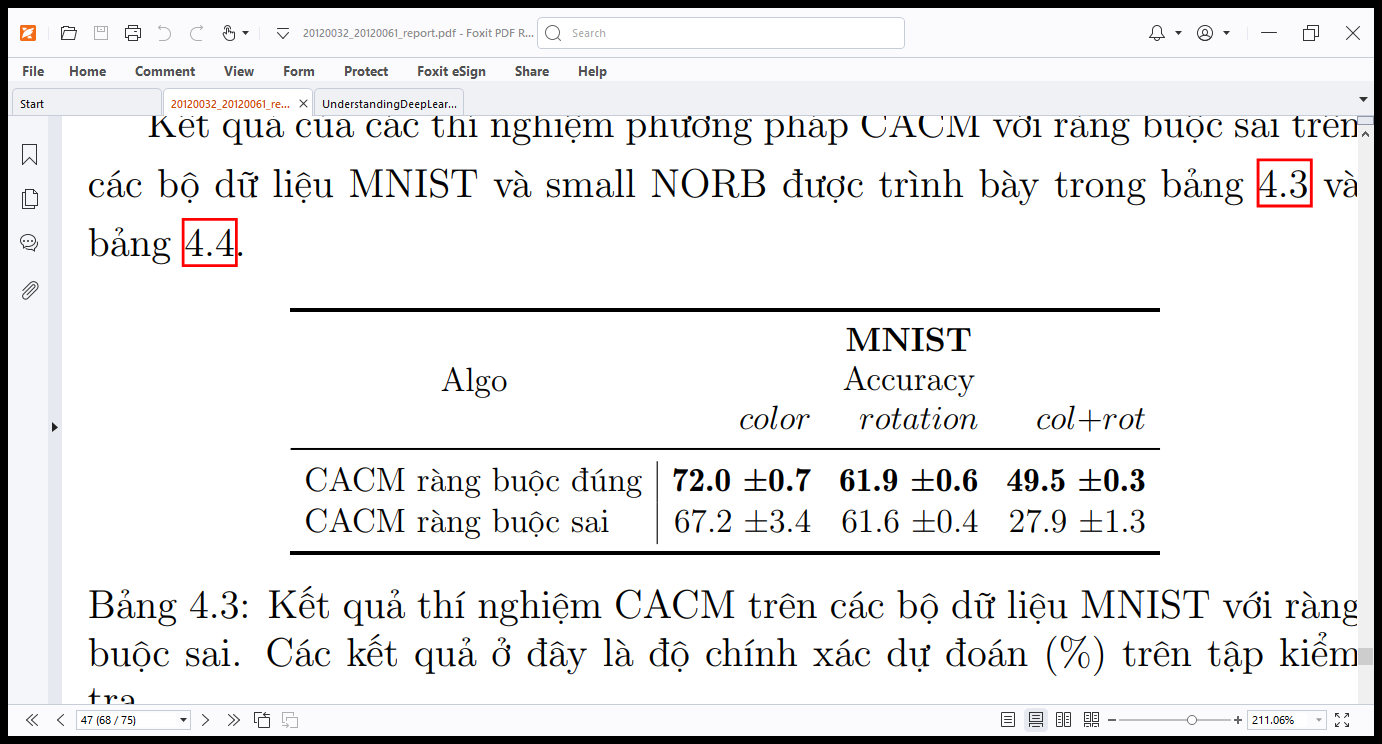 20120032_20120061_report.pdf - Foxit PDF R...
Search
File Home Comment View Form Protect Foxit eSign Share Help
Start
20120032_20120061_re...
UnderstandingDeepLear...
Kết quả của các thí nghiệm phương pháp CACM với ràng buộc sai trên
các bộ dữ liệu MNIST và small NORB được trình bày trong bảng 4.3 và
bảng 4.4.
MNIST
Algo
Accuracy
color rotation col+rot
CACM ràng buộc đúng 72.0 ±0.7 61.9 ±0.6 49.5 ±0.3
CACM ràng buộc sai 67.2 ±3.4 61.6 ±0.4 27.9 ±1.3
Bảng 4.3: Kết quả thí nghiệm CACM trên các bộ dữ liệu MNIST với ràng
buộc sai. Các kết quả ở đây là độ chính xác dự đoán (%) trên tập kiểm
tra
47 (68 / 75)
211.06%